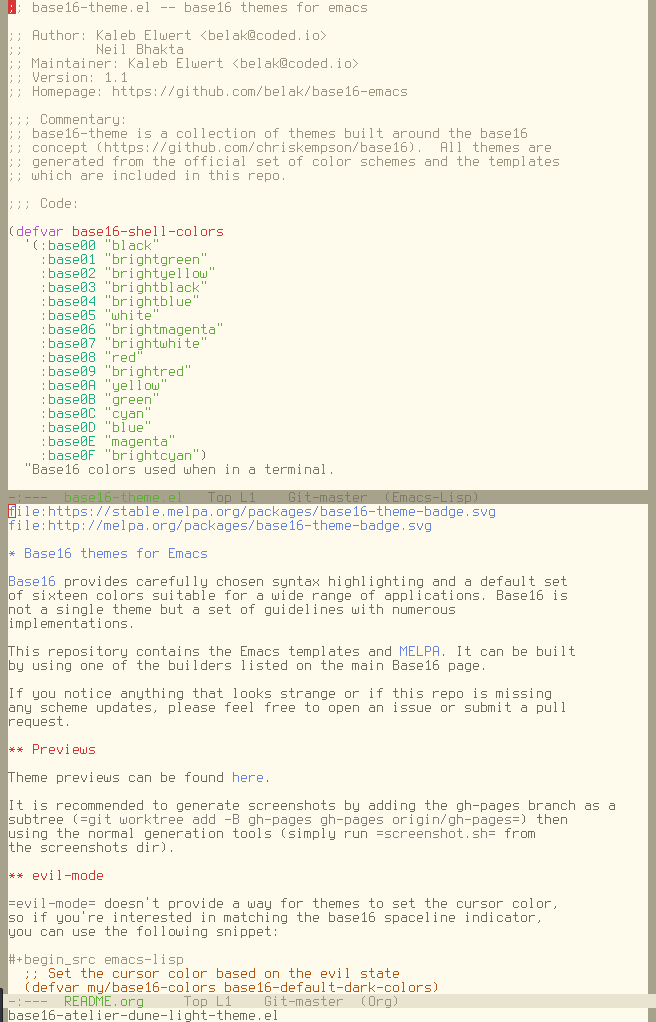 ;; base16-theme.el -- base16 themes for emacs
;; Author: Kaleb Elwert <belak@coded.io>
;;         Neil Bhakta
;; Maintainer: Kaleb Elwert <belak@coded.io>
;; Version: 1.1
;; Homepage: https://github.com/belak/base16-emacs
;;; Commentary:
;; base16-theme is a collection of themes built around the base16
;; concept (https://github.com/chriskempson/base16).  All themes are
;; generated from the official set of color schemes and the templates
;; which are included in this repo.
;;; Code:
(defvar base16-shell-colors
  '(:base00 "black"
    :base01 "brightgreen"
    :base02 "brightyellow"
    :base03 "brightblack"
    :base04 "brightblue"
    :base05 "white"
    :base06 "brightmagenta"
    :base07 "brightwhite"
    :base08 "red"
    :base09 "brightred"
    :base0A "yellow"
    :base0B "green"
    :base0C "cyan"
    :base0D "blue"
    :base0E "magenta"
    :base0F "brightcyan")
  "Base16 colors used when in a terminal.
-:---  base16-theme.el   Top L1    Git-master  (Emacs-Lisp)
file:https://stable.melpa.org/packages/base16-theme-badge.svg
file:http://melpa.org/packages/base16-theme-badge.svg
* Base16 themes for Emacs
Base16 provides carefully chosen syntax highlighting and a default set
of sixteen colors suitable for a wide range of applications. Base16 is
not a single theme but a set of guidelines with numerous
implementations.
This repository contains the Emacs templates and MELPA. It can be built
by using one of the builders listed on the main Base16 page.
If you notice anything that looks strange or if this repo is missing
any scheme updates, please feel free to open an issue or submit a pull
request.
** Previews
Theme previews can be found here.
It is recommended to generate screenshots by adding the gh-pages branch as a
subtree (=git worktree add -B gh-pages gh-pages origin/gh-pages=) then
using the normal generation tools (simply run =screenshot.sh= from
the screenshots dir).
** evil-mode
=evil-mode= doesn't provide a way for themes to set the cursor color,
so if you're interested in matching the base16 spaceline indicator,
you can use the following snippet:
#+begin_src emacs-lisp
  ;; Set the cursor color based on the evil state
  (defvar my/base16-colors base16-default-dark-colors)
-:---  README.org     Top L1    Git-master  (Org)
base16-atelier-dune-light-theme.el